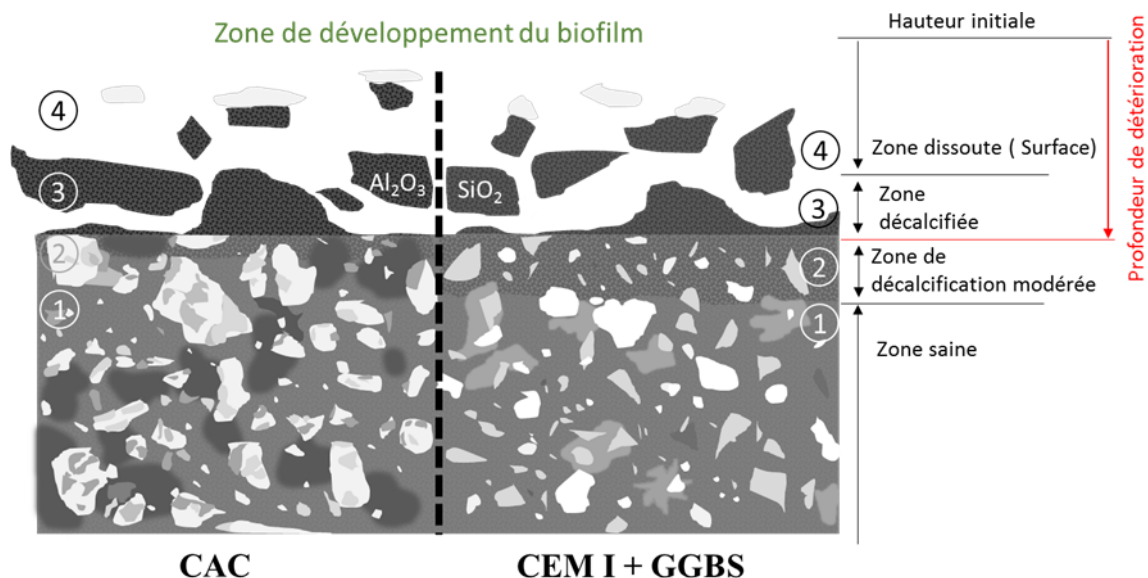 Zone de développement du biofilm
Hauteur initiale
Profondeur de détérioration
4
4
Zone dissoute ( Surface)
3
Al₂O₃
SiO₂
3
Zone
décalcifiée
2
2
Zone de
décalcification modérée
1
1
Zone saine
CAC
CEM I + GGBS